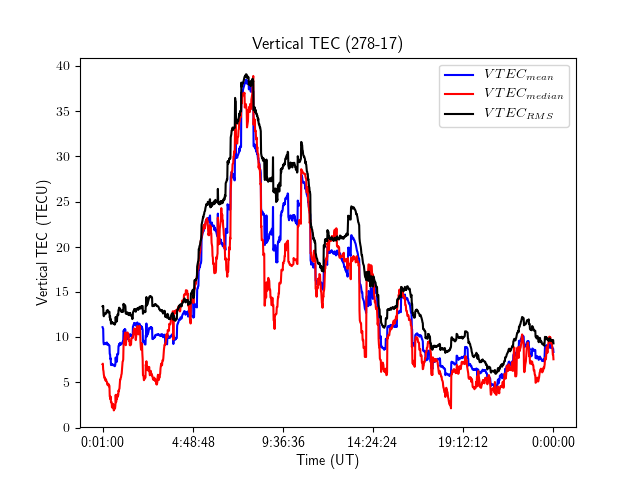 Vertical TEC (278-17)
VTEC_mean
VTEC_median
VTEC_RMS
Vertical TEC (TECU)
40
35
30
25
20
15
10
5
0
0:01:00 4:48:48 9:36:36 14:24:24 19:12:12 0:00:00
Time (UT)